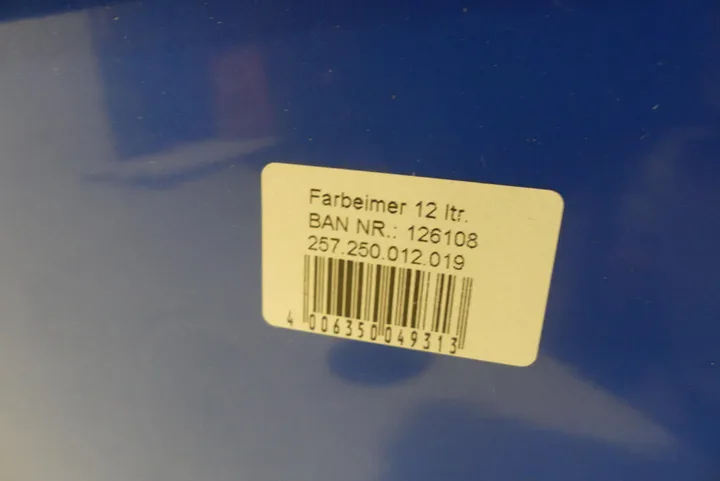 Farbeimer 12 ltr.
BAN NR.: 126108
257.250.012.019
4 006350 049313